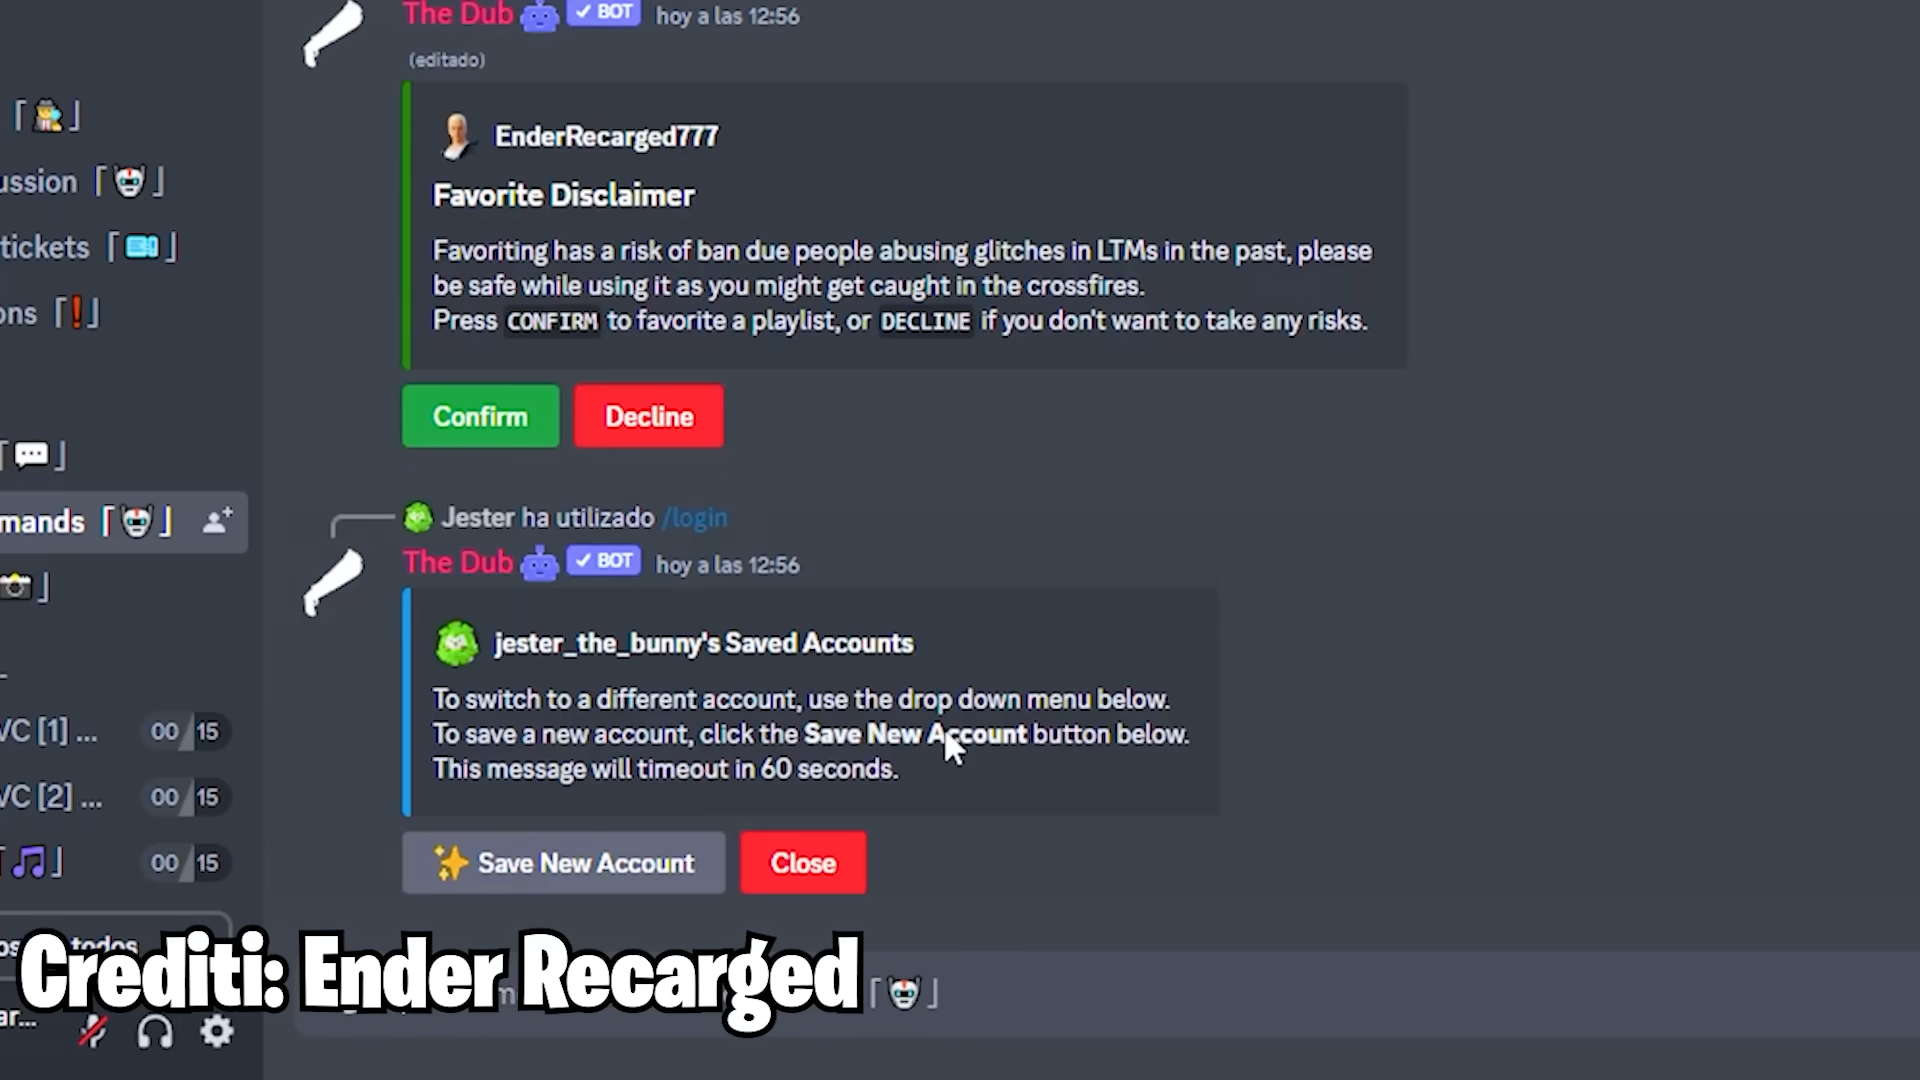 The Dub BOT hoy a las 12:56
(editado)
EnderRecarged777
Favorite Disclaimer
Favoriting has a risk of ban due people abusing glitches in LTMs in the past, please
be safe while using it as you might get caught in the crossfires.
Press CONFIRM to favorite a playlist, or DECLINE if you don't want to take any risks.
Confirm Decline
Jester ha utilizado /login
The Dub BOT hoy a las 12:56
jester_the_bunny's Saved Accounts
To switch to a different account, use the drop down menu below.
To save a new account, click the Save New Account button below.
This message will timeout in 60 seconds.
Save New Account Close
ussion
tickets
ons
mands
VC [1] ... 00 15
VC [2] ... 00 15
00 15
todos
ar...
Crediti: Ender Recarged